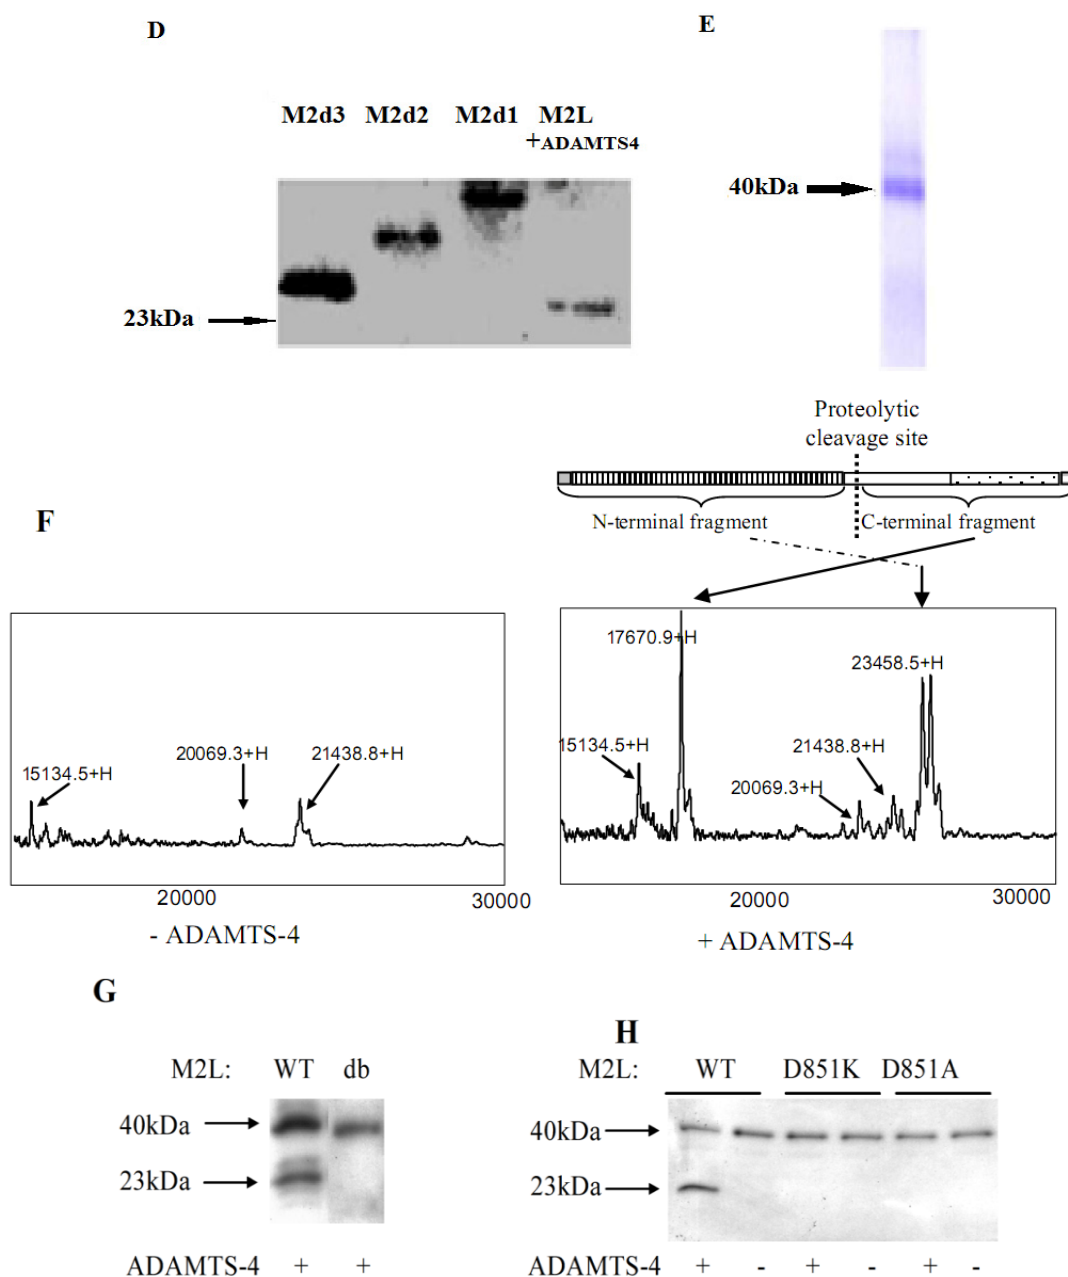 D
E
M2d3 M2d2 M2d1 M2L
+ADAMTS4
40kDa
23kDa
Proteolytic
cleavage site
N-terminal fragment
C-terminal fragment
F
17670.9+H
23458.5+H
15134.5+H
20069.3+H
21438.8+H
15134.5+H
21438.8+H
20069.3+H
20000
30000
- ADAMTS-4
20000
30000
+ ADAMTS-4
G
M2L: WT db
40kDa
23kDa
ADAMTS-4 + +
H
M2L: WT D851K D851A
40kDa
23kDa
ADAMTS-4 + - + - + -